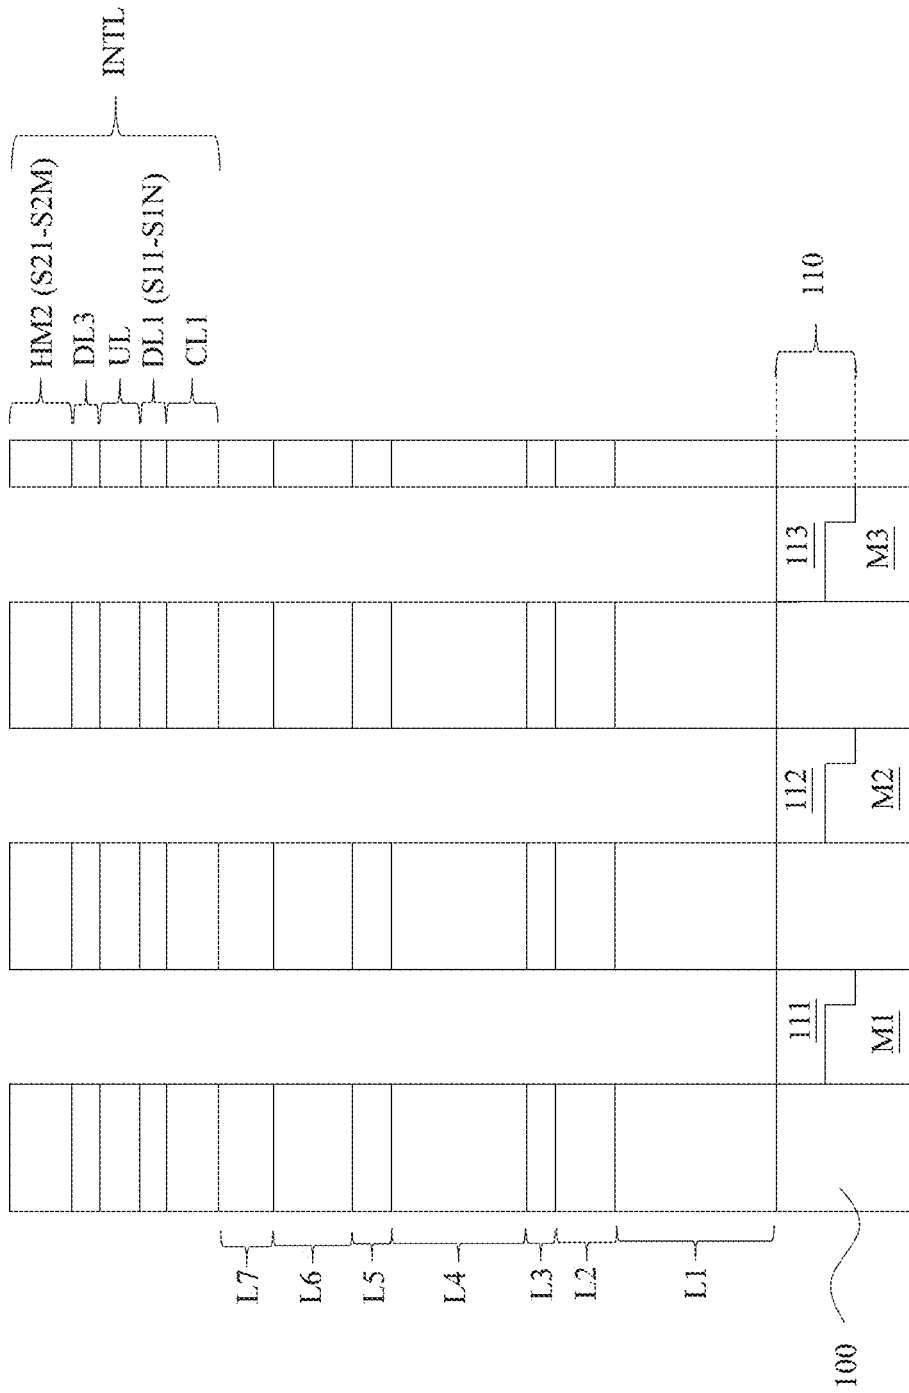 INTL
HM2 (S21-S2M)
DL3
UL
DL1 (S11-S1N)
CL1
L7
L6
L5
L4
L3
L2
L1
110
111
112
113
M1
M2
M3
100